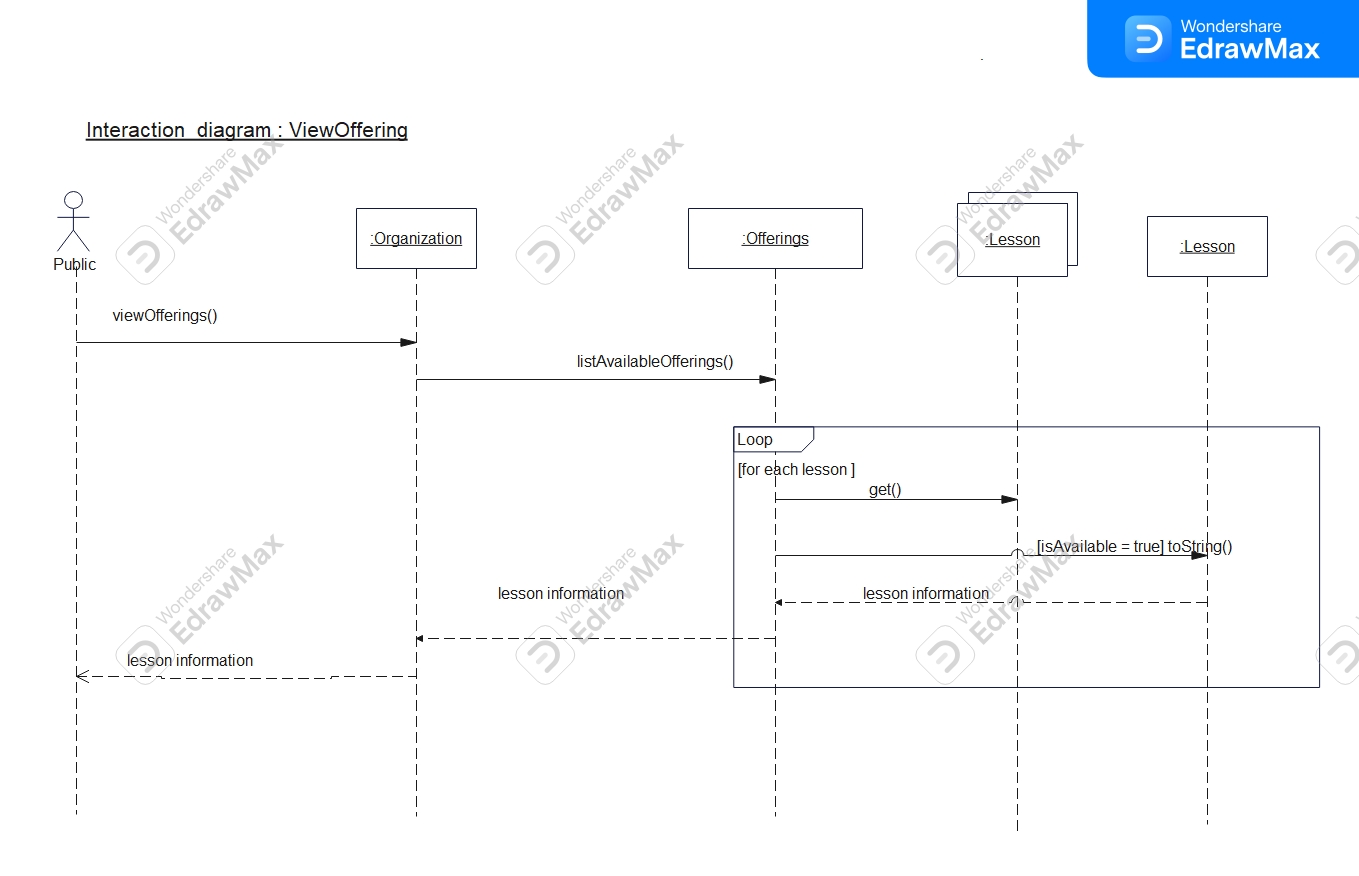 Wondershare
EdrawMax
Interaction diagram : ViewOffering
Public
:Organization
:Offerings
:Lesson
:Lesson
viewOfferings()
listAvailableOfferings()
Loop
[for each lesson ]
get()
[isAvailable = true] toString()
lesson information
lesson information
lesson information
Wondershare
EdrawMax
Wondershare
EdrawMax
Wondershare
EdrawMax
Wondershare
EdrawMax
Wondershare
EdrawMax
Wondershare
EdrawMax